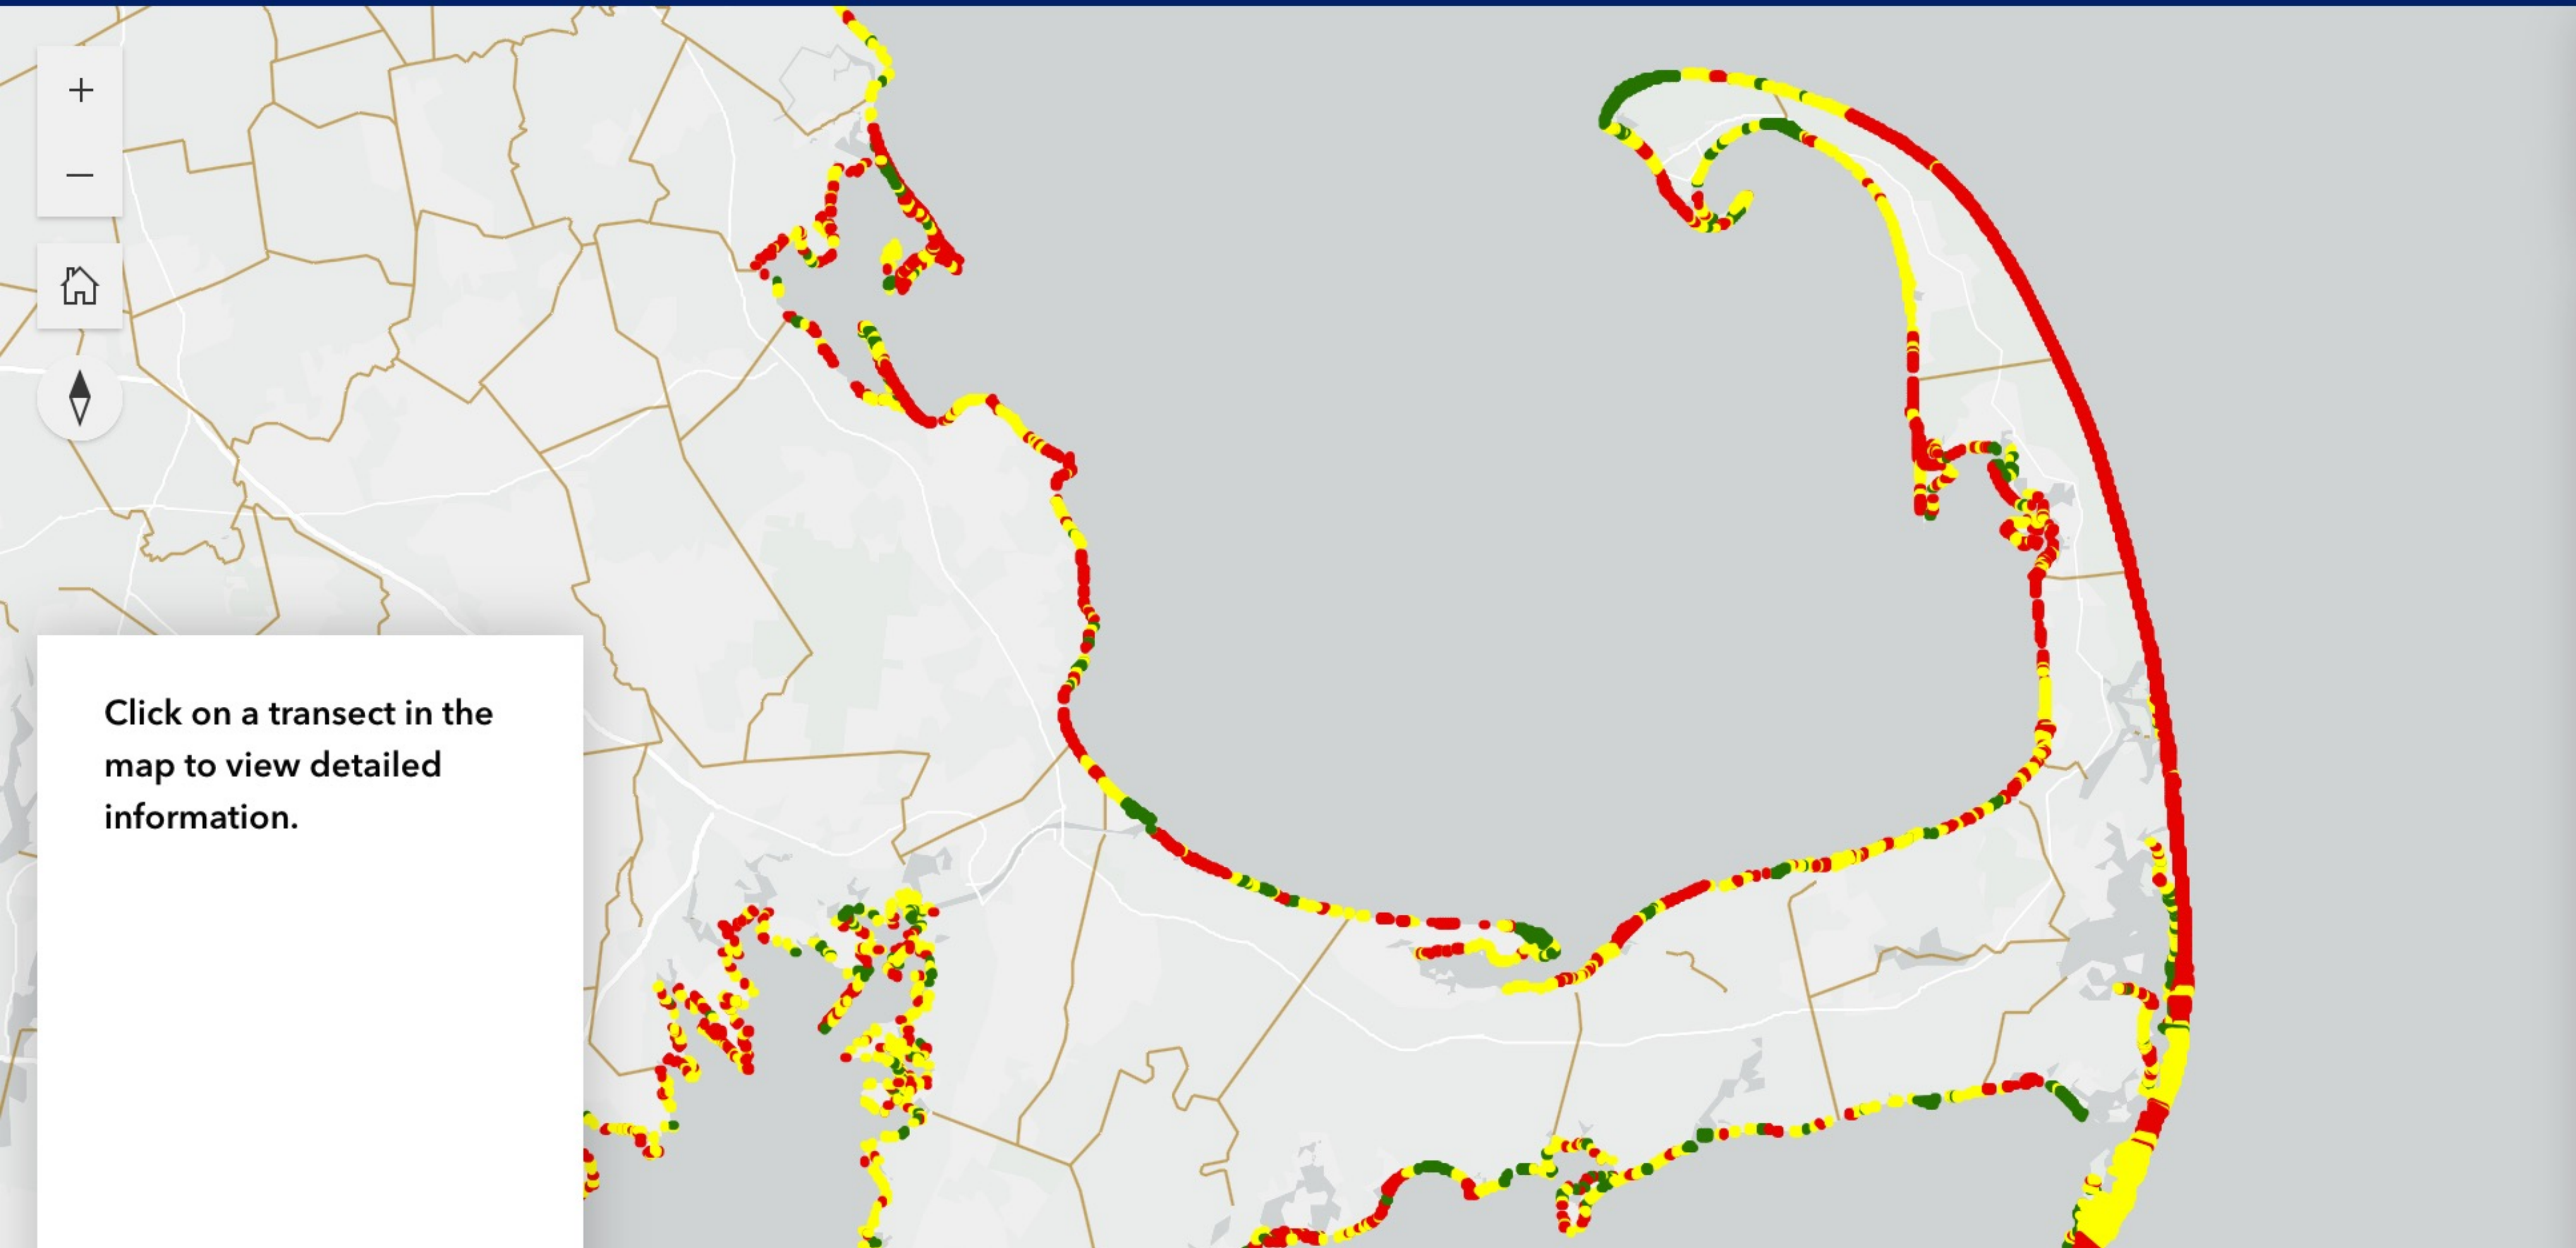 +
−
Click on a transect in the
map to view detailed
information.